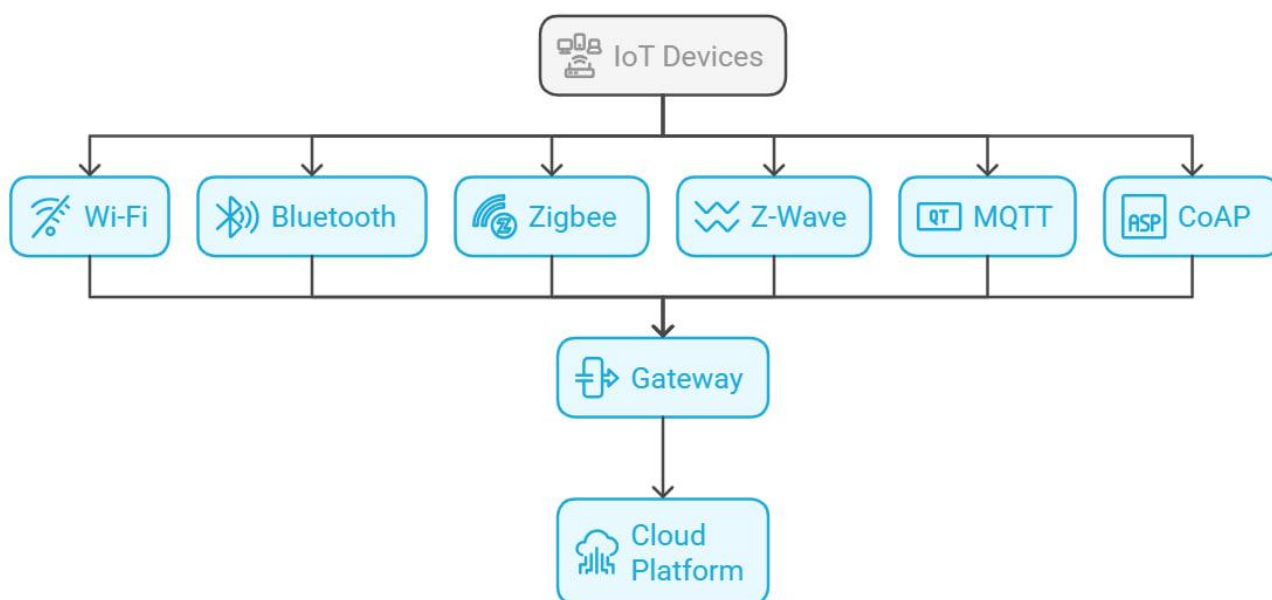 IoT Devices
Wi-Fi
Bluetooth
Zigbee
Z-Wave
QT
MQTT
ASP
CoAP
Gateway
Cloud
Platform